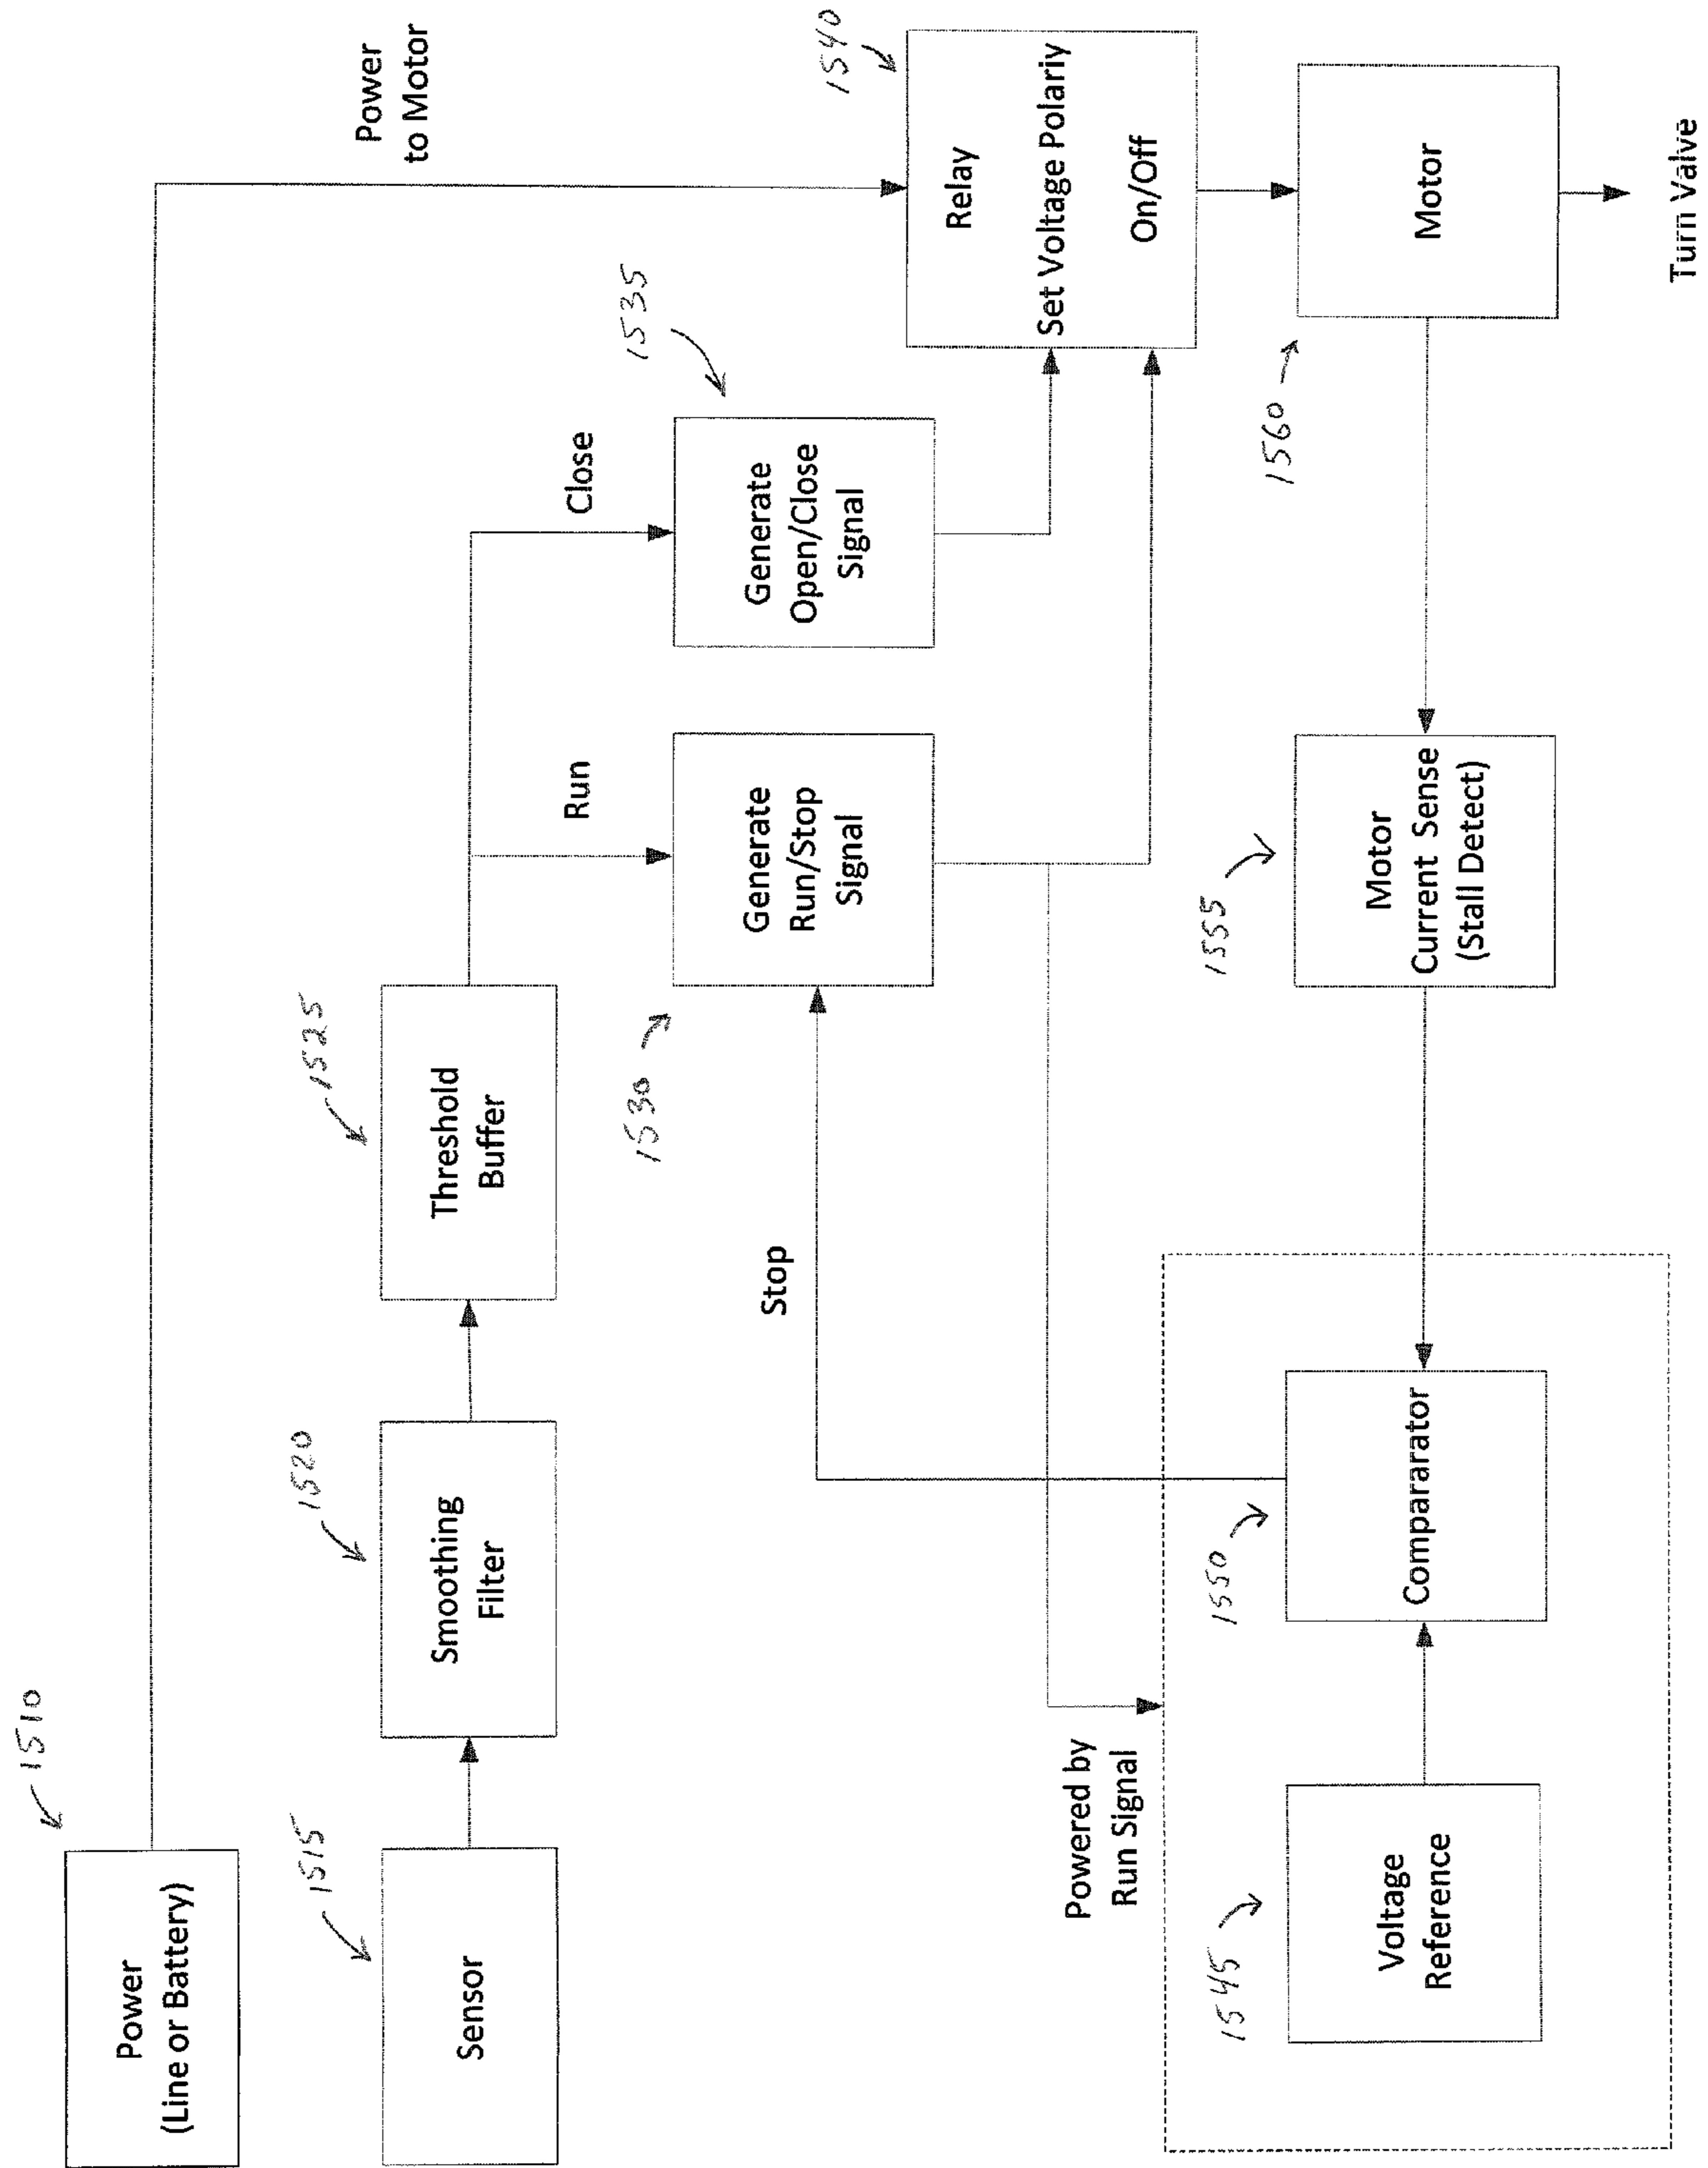 1510
Power
(Line or Battery)
Power
to Motor
1515
Sensor
1520
Smoothing
Filter
1525
Threshold
Buffer
Run
Close
1530
Generate
Run/Stop
Signal
1535
Generate
Open/Close
Signal
1540
Relay
Set Voltage Polariy
On/Off
Stop
Powered by
Run Signal
1545
Voltage
Reference
1550
Compararator
1555
Motor
Current Sense
(Stall Detect)
1560
Motor
Turn Valve